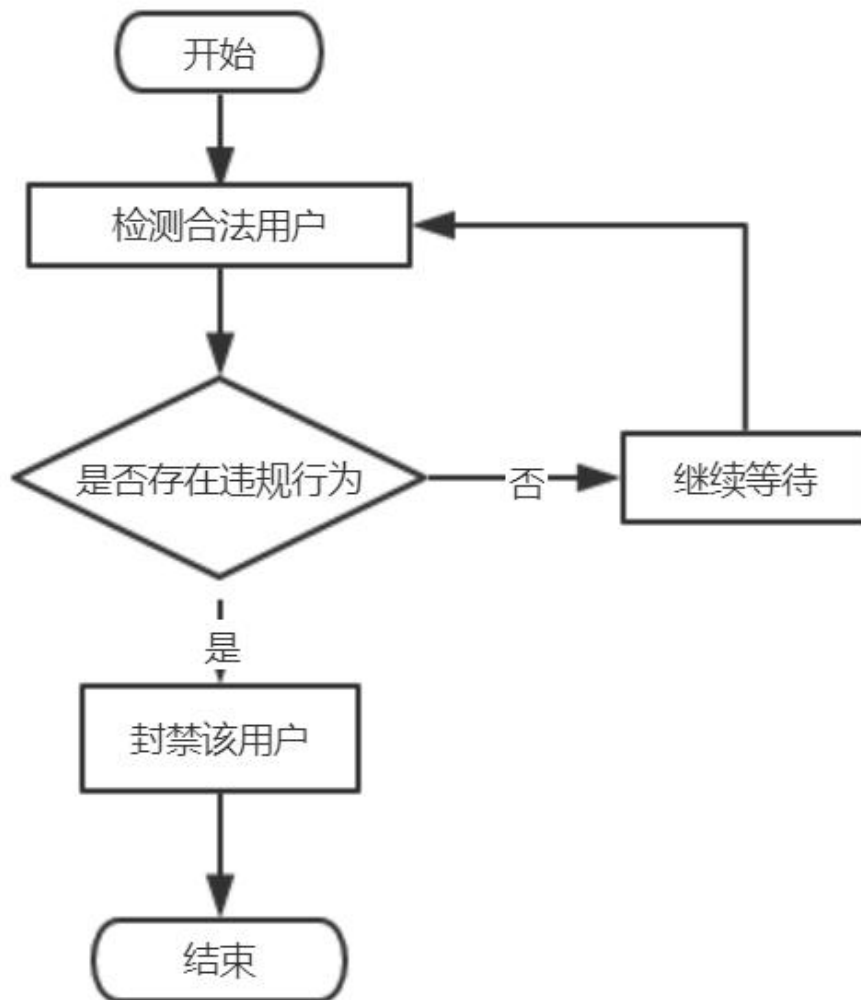 开始
检测合法用户
是否存在违规行为
否
继续等待
是
封禁该用户
结束